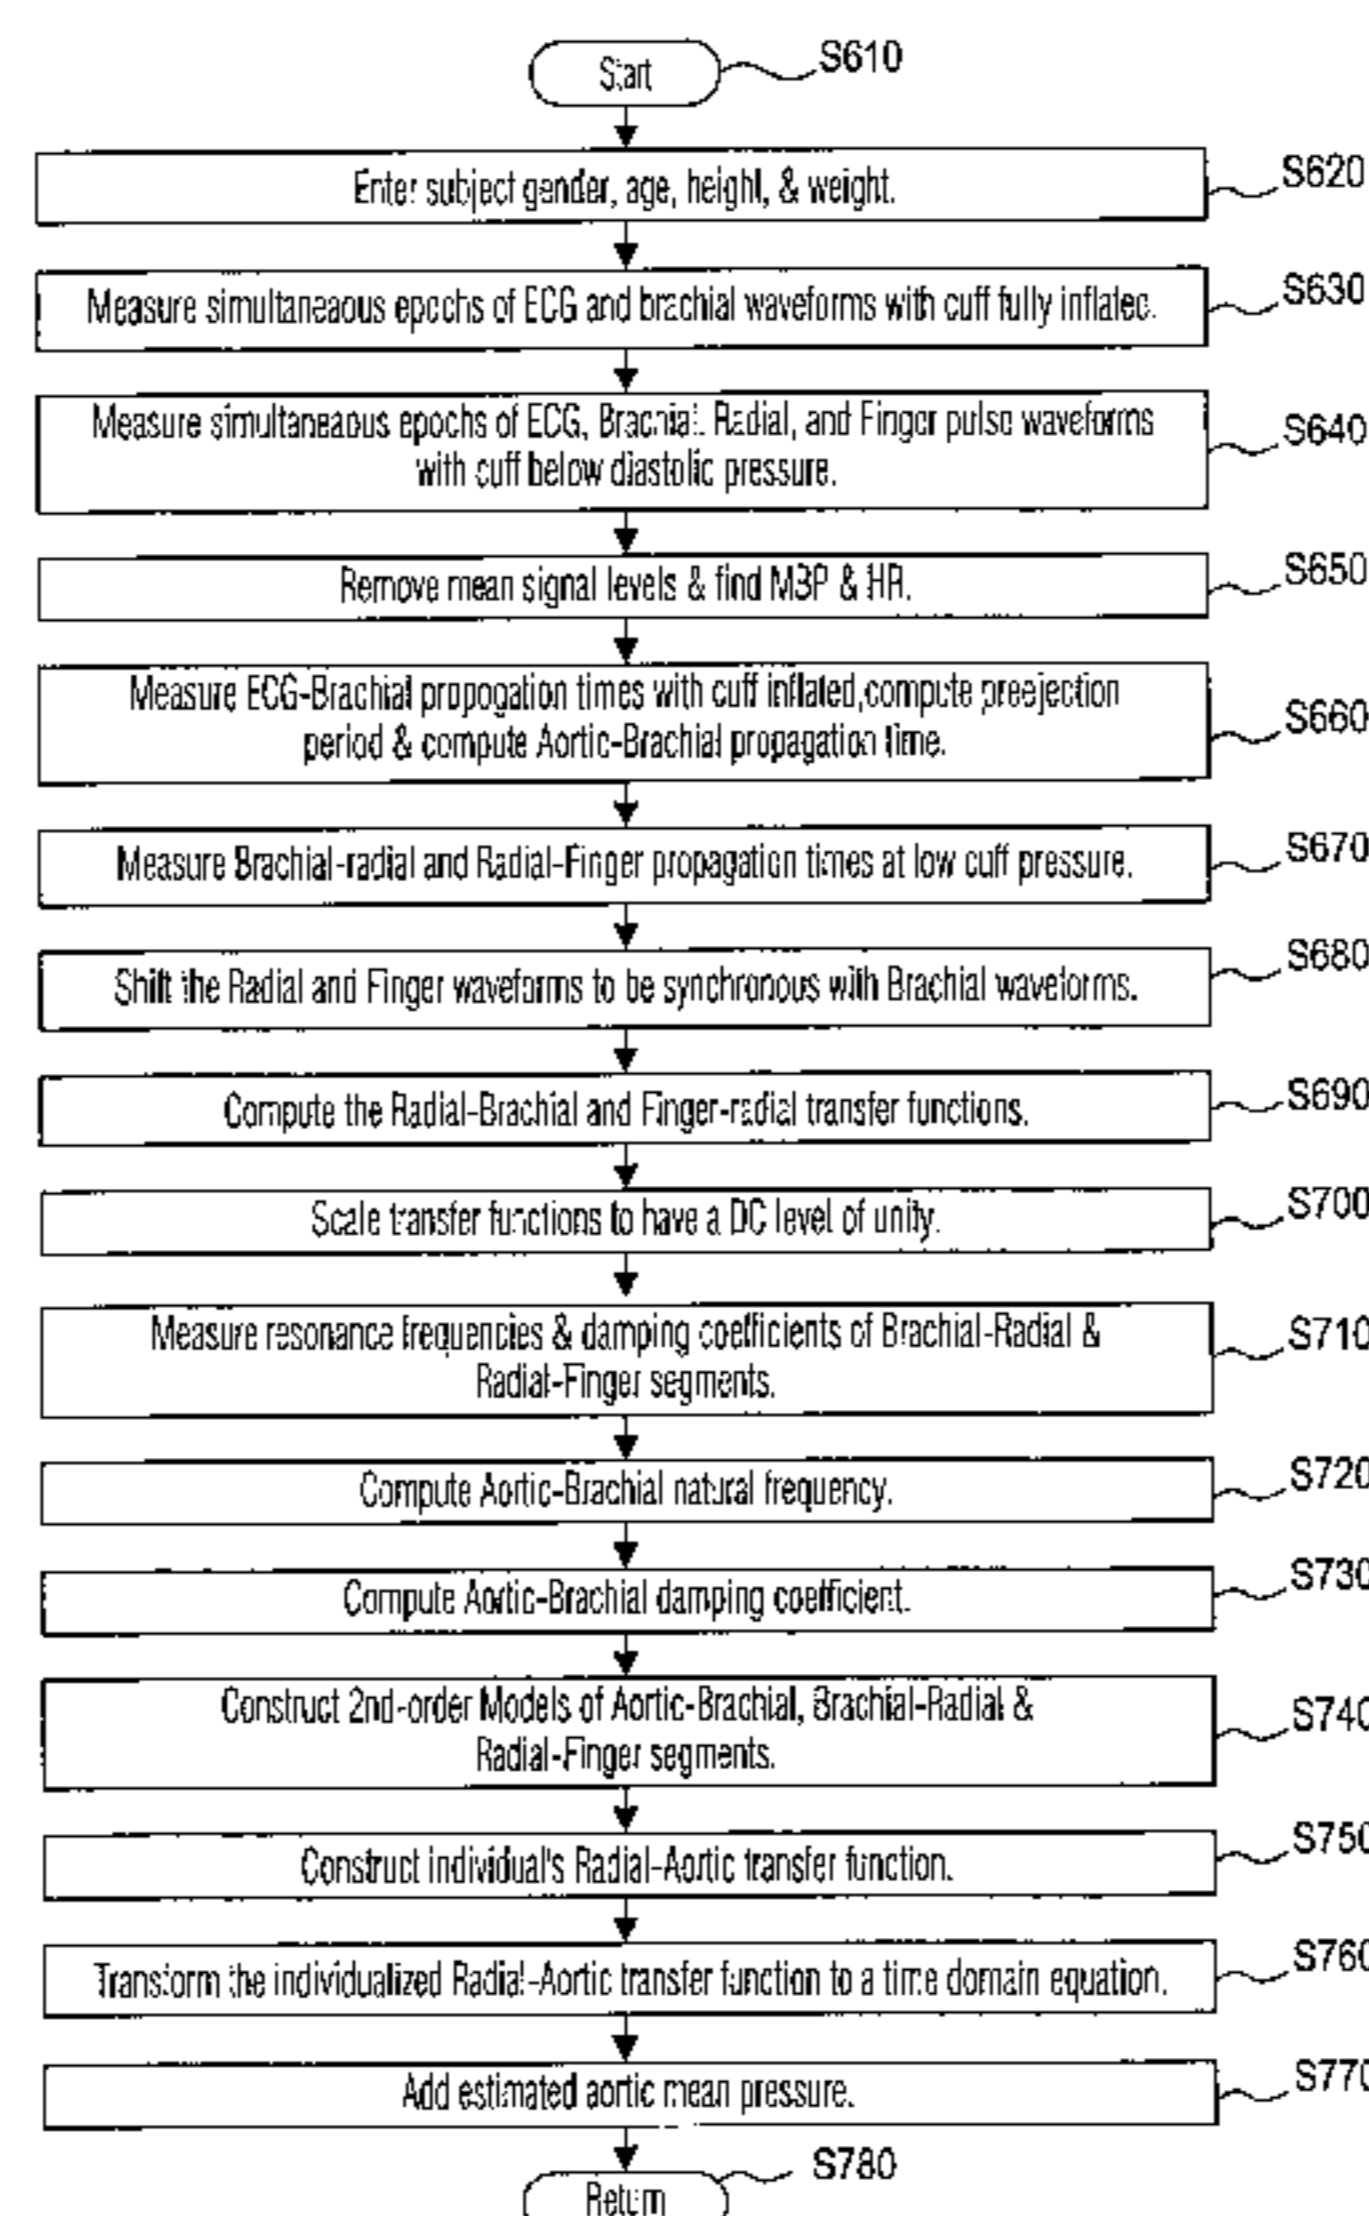 Start
S610
Enter subject gender, age, height, & weight.
S620
Measure simultaneaous epochs of ECG and brachial waveforms with cuff fully inflated.
S630
Measure simultaneaous epochs of ECG, Brachial, Radial, and Finger pulse waveforms
with cuff below diastolic pressure.
S640
Remove mean signal levels & find MBP & HR.
S650
Measure ECG-Brachial propogation times with cuff inflated,compute preejection
period & compute Aortic-Brachial propagation time.
S660
Measure Brachial-radial and Radial-Finger propagation times at low cuff pressure.
S670
Shift the Radial and Finger waveforms to be synchronous with Brachial waveforms.
S680
Compute the Radial-Brachial and Finger-radial transfer functions.
S690
Scale transfer functions to have a DC level of unity.
S700
Measure resonance frequencies & damping coefficients of Brachial-Radial &
Radial-Finger segments.
S710
Compute Aortic-Brachial natural frequency.
S720
Compute Aortic-Brachial damping coefficient.
S730
Construct 2nd-order Models of Aortic-Brachial, Brachial-Radial &
Radial-Finger segments.
S740
Construct individual's Radial-Aortic transfer function.
S750
Transform the individualized Radial-Aortic transfer function to a time domain equation.
S760
Add estimated aortic mean pressure.
S770
Return
S780